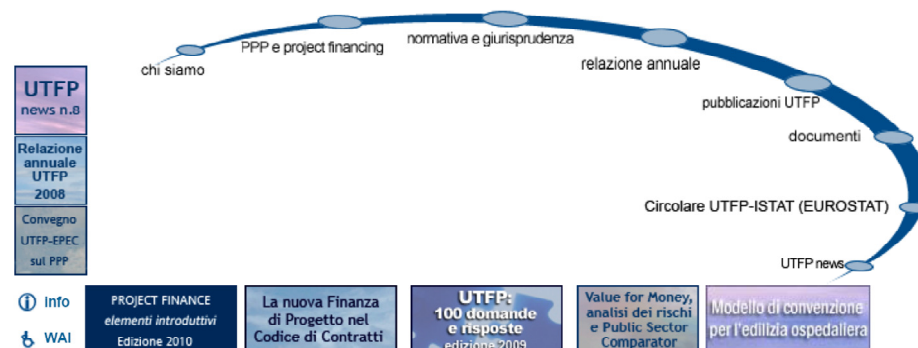 chi siamo
PPP e project financing
normativa e giurisprudenza
relazione annuale
pubblicazioni UTFP
documenti
Circolare UTFP-ISTAT (EUROSTAT)
UTFP news
UTFP
news n.8
Relazione
annuale
UTFP
2008
Convegno
UTFP-EPEC
sul PPP
Info
WAI
PROJECT FINANCE
elementi introduttivi
Edizione 2010
La nuova Finanza
di Progetto nel
Codice di Contratti
UTFP:
100 domande
e risposte
edizione 2009
Value for Money,
analisi dei rischi
e Public Sector
Comparator
Modello di convenzione
per l'edilizia ospedaliera